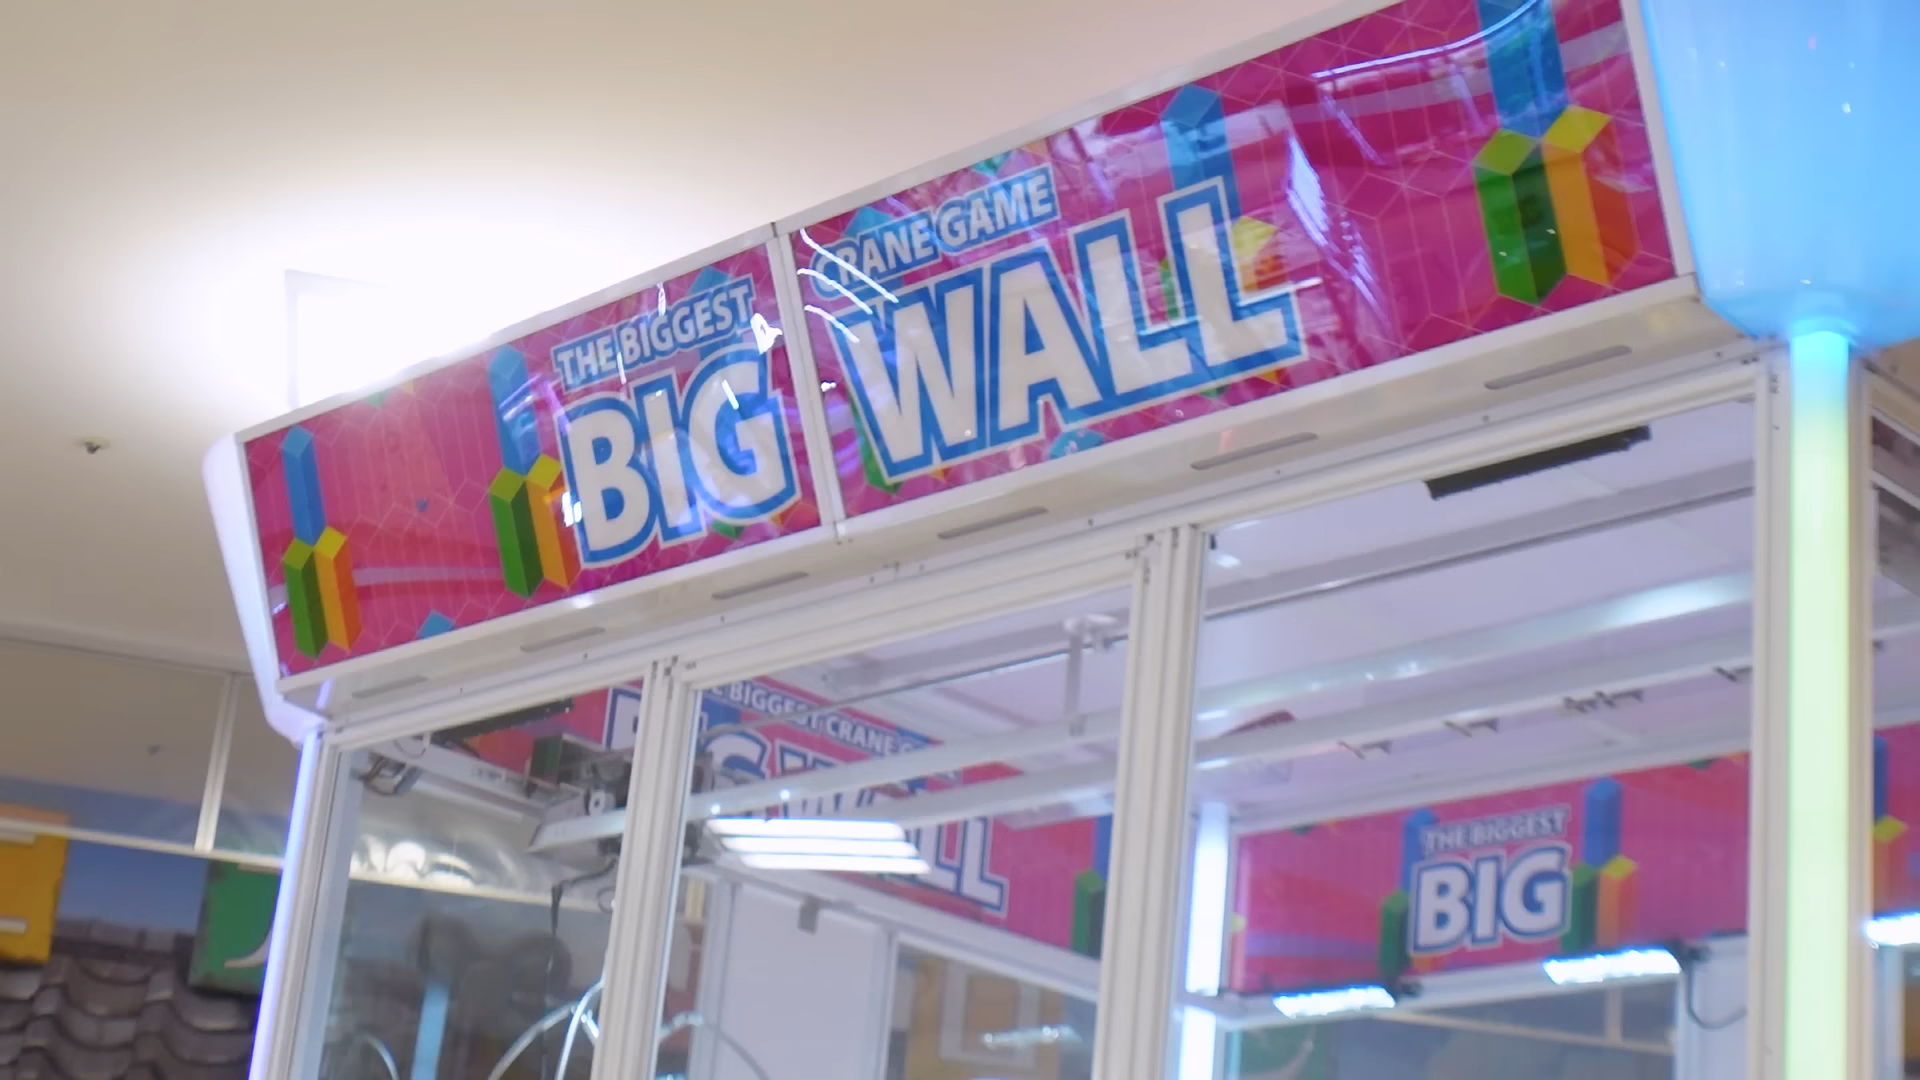 THE BIGGEST CRANE GAME
BIG WALL
THE BIGGEST CRANE
BIG WALL
THE BIGGEST
BIG